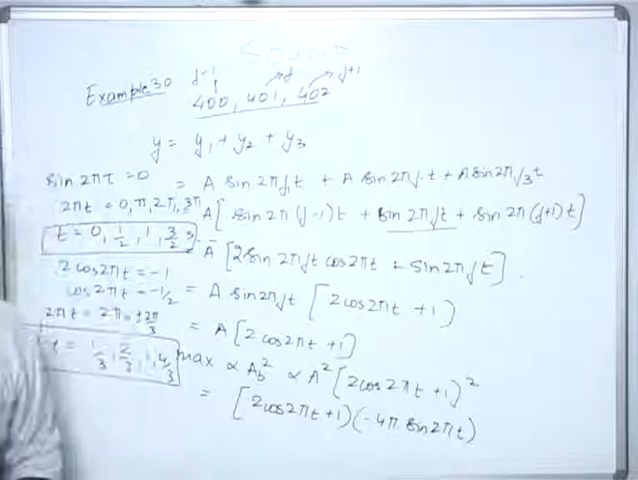 SOUND
Example 30 f-1 f f+1
400, 401, 402
y = y₁ + y₂ + y₃
sin 2πt = 0 = A sin 2πf₁t + A sin 2πf₂t + A sin 2πf₃t
2πt = 0, π, 2π, 3π A [ sin 2π (f-1)t + sin 2πft + sin 2π (f+1) t ]
t = 0, 1/2, 1, 3/2 s. = A [ 2 sin 2πft cos 2πt + sin 2πft ]
2 cos 2πt = -1
cos 2πt = -1/2 = A sin 2πft [ 2 cos 2πt + 1 ]
2πt = 2πn ± 2π/3 = A [ 2 cos 2πt + 1 ]
t = 1/3, 2/3, 4/3 max ∝ A_b² ∝ A² [ 2 cos 2πt + 1 ]²
= [ 2 cos 2πt + 1 ) ( -4π sin 2πt )